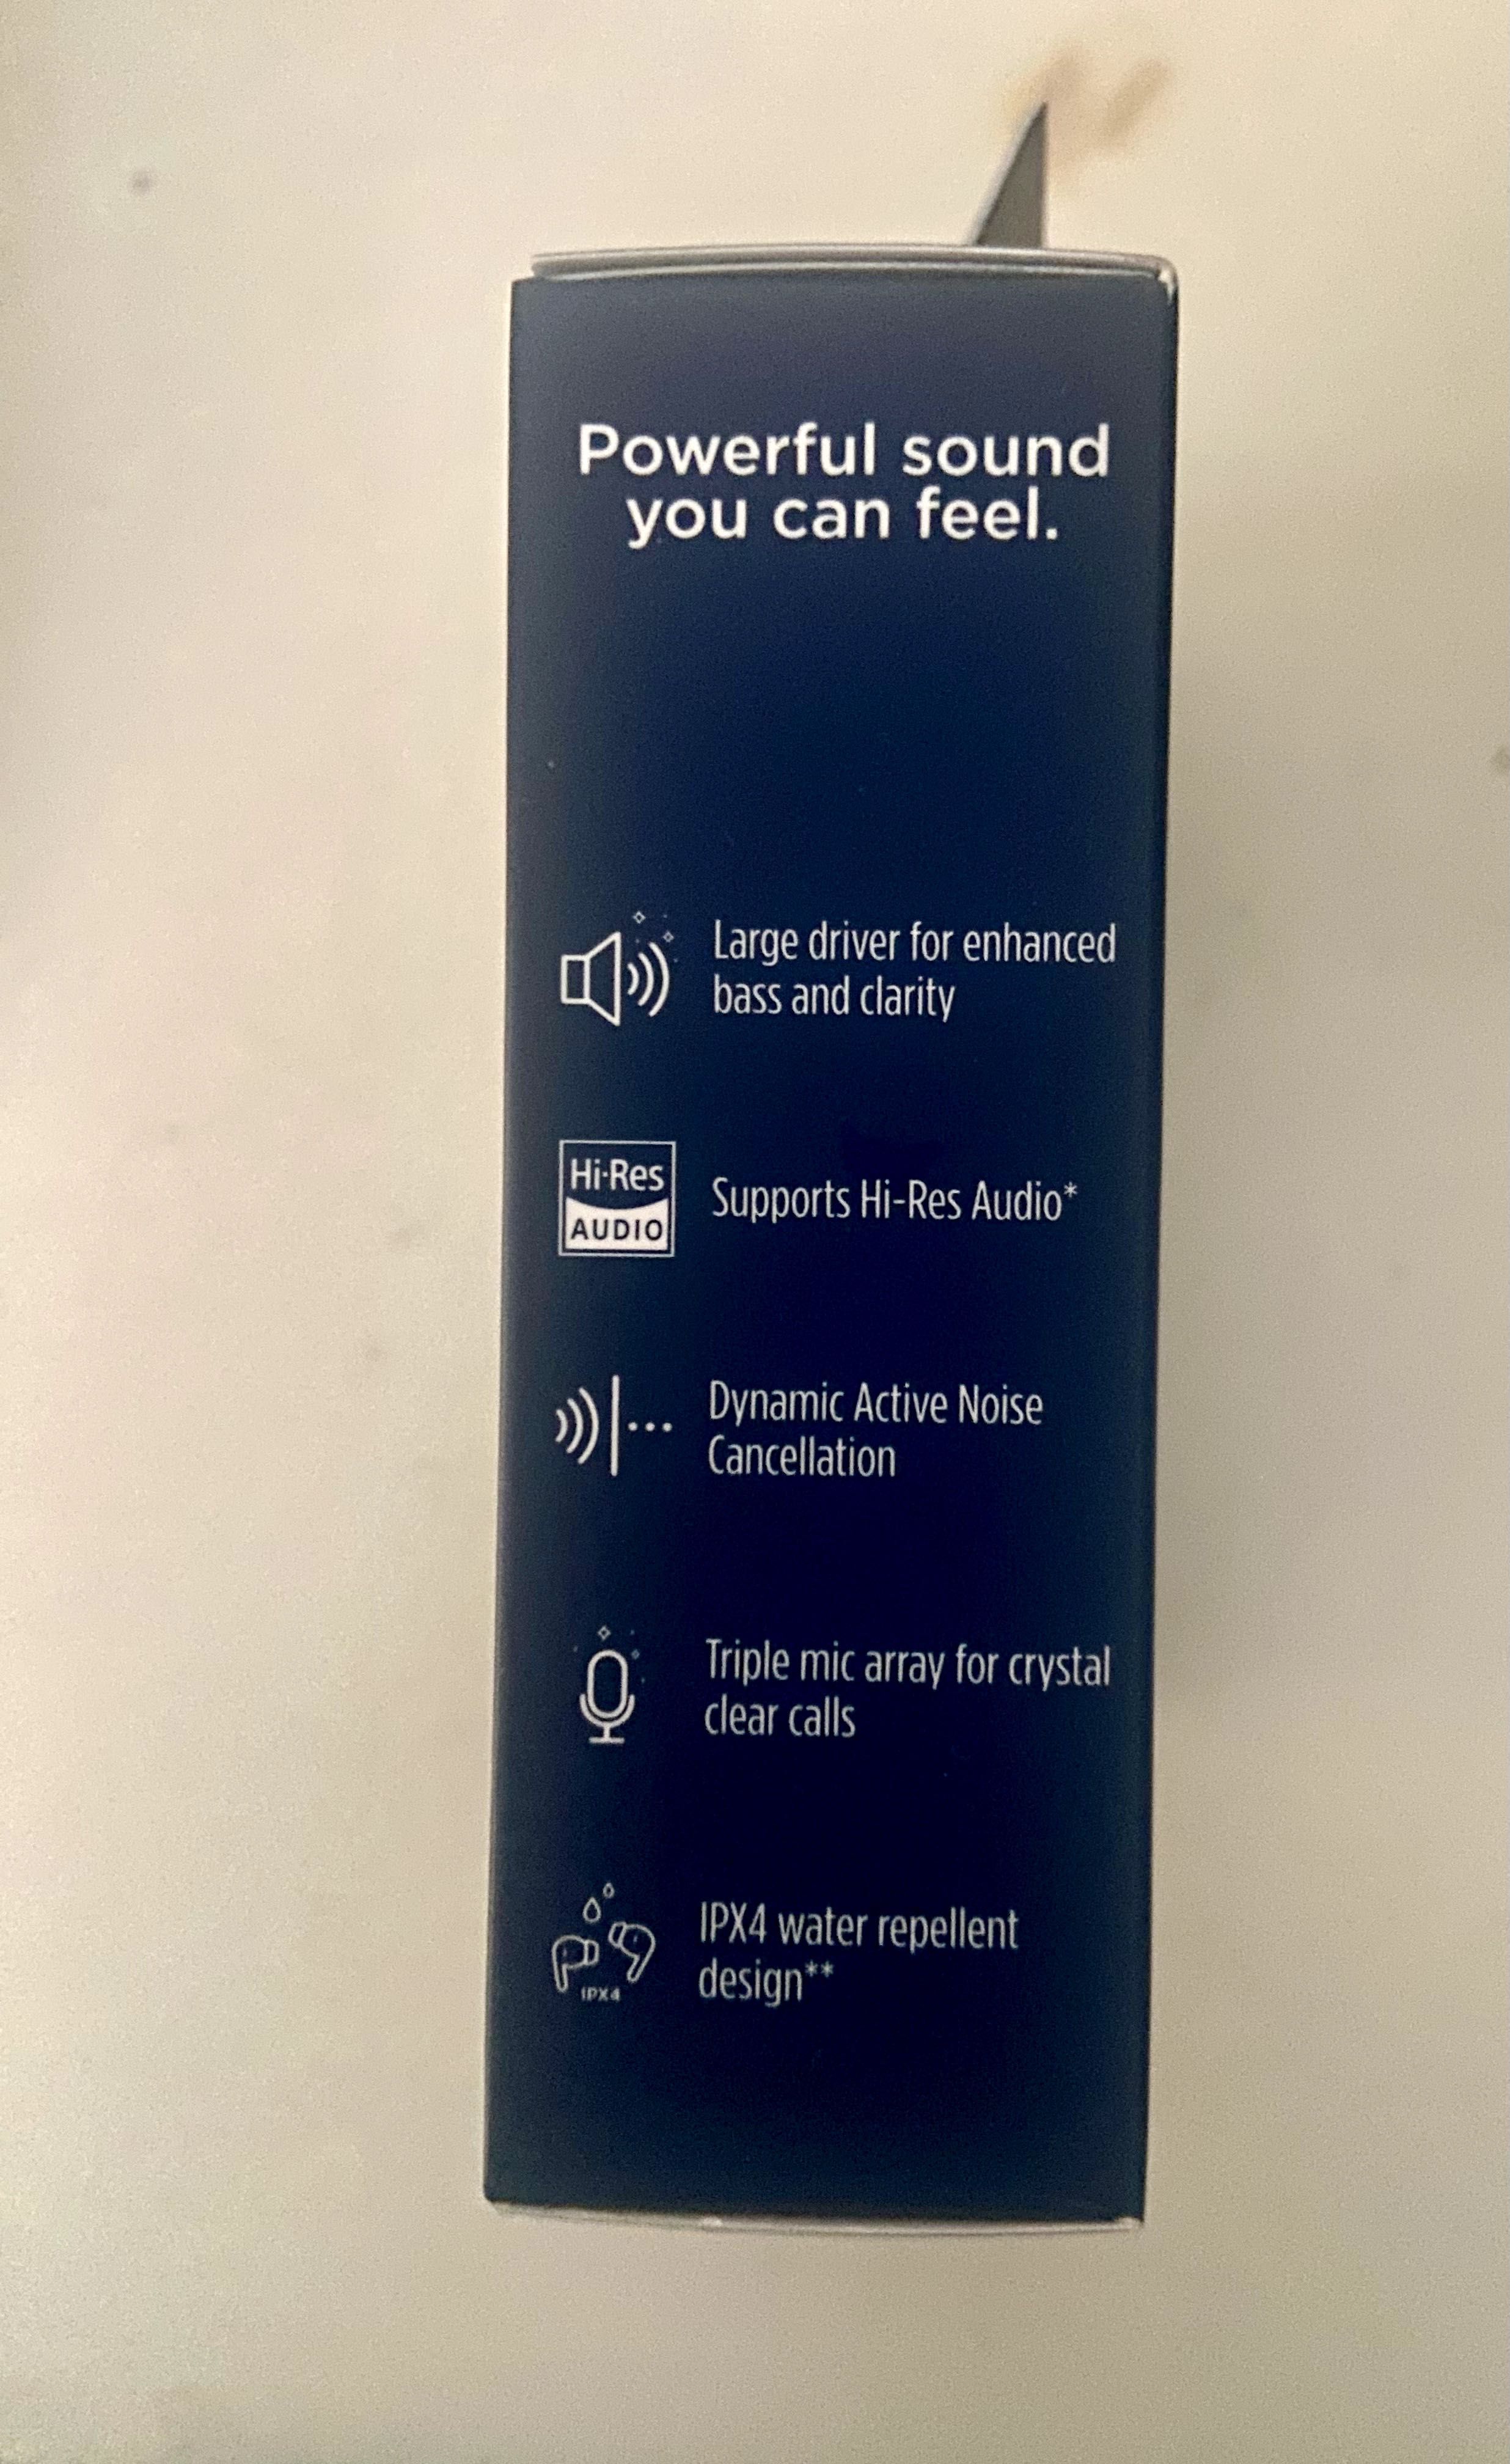 Powerful sound
you can feel.
Large driver for enhanced
bass and clarity
Hi-Res
AUDIO
Supports Hi-Res Audio*
Dynamic Active Noise
Cancellation
Triple mic array for crystal
clear calls
IPX4
IPX4 water repellent
design**